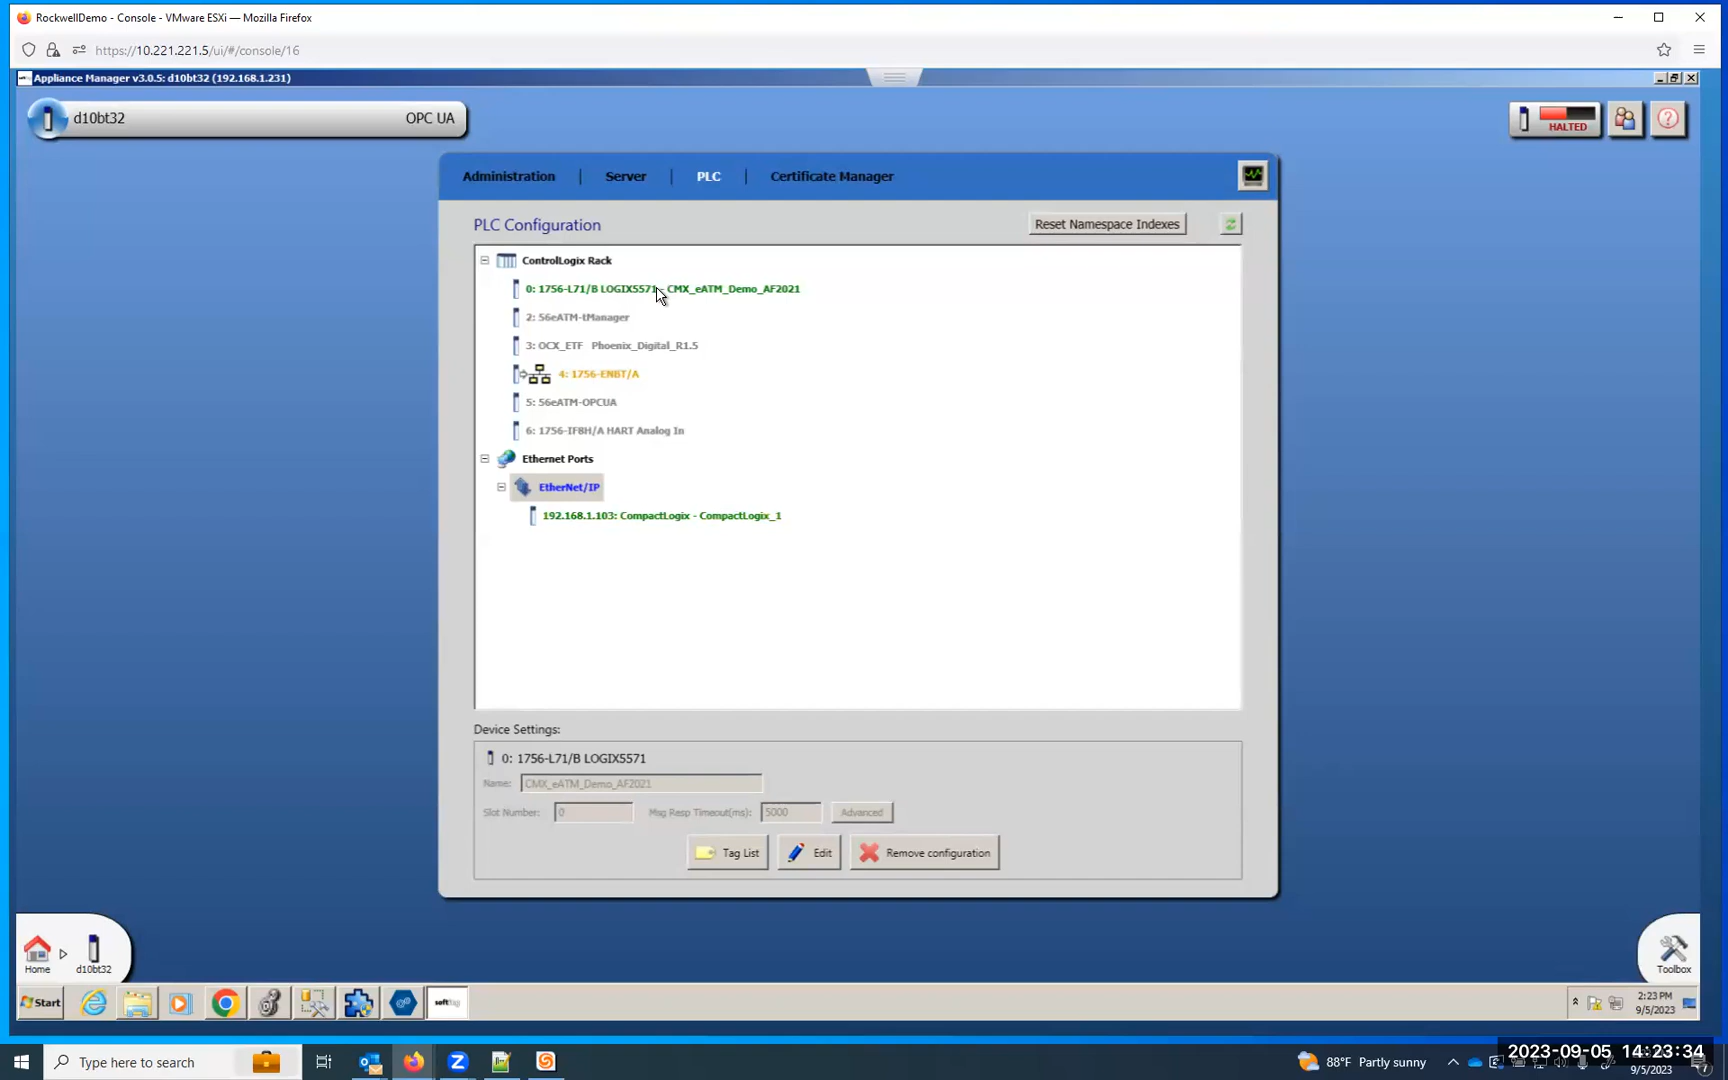 RockwellDemo - Console - VMware ESXi — Mozilla Firefox
https://10.221.221.5/ui/#/console/16
Appliance Manager v3.0.5: d10bt32 (192.168.1.231)
d10bt32
OPC UA
HALTED
Administration | Server | PLC | Certificate Manager
PLC Configuration
Reset Namespace Indexes
ControlLogix Rack
0: 1756-L71/B LOGIX5571 - CMX_eATM_Demo_AF2021
2: 56eATM-tManager
3: OCX_ETF Phoenix_Digital_R1.5
4: 1756-ENBT/A
5: 56eATM-OPCUA
6: 1756-IF8H/A HART Analog In
Ethernet Ports
EtherNet/IP
192.168.1.103: CompactLogix - CompactLogix_1
Device Settings:
0: 1756-L71/B LOGIX5571
Name: CMX_eATM_Demo_AF2021
Slot Number: 0 Msg Resp Timeout(ms): 5000 Advanced
Tag List Edit Remove configuration
Home
d10bt32
Toolbox
Start
2:23 PM
9/5/2023
Type here to search
88°F Partly sunny
2023-09-05 14:23:34
9/5/2023